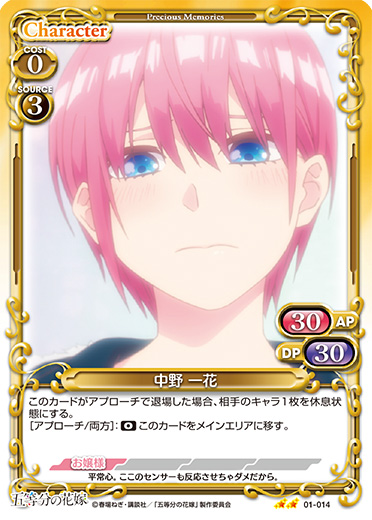 Precious Memories
Character
COST
0
SOURCE
3
30 AP
DP 30
中野 一花
このカードがアプローチで退場した場合、相手のキャラ1枚を休息状
態にする。
[アプローチ/両方]:0このカードをメインエリアに移す。
お嬢様
平常心。ここのセンサーも反応させちゃダメだから。
五等分の花嫁
©春場ねぎ・講談社/「五等分の花嫁」製作委員会
01-014